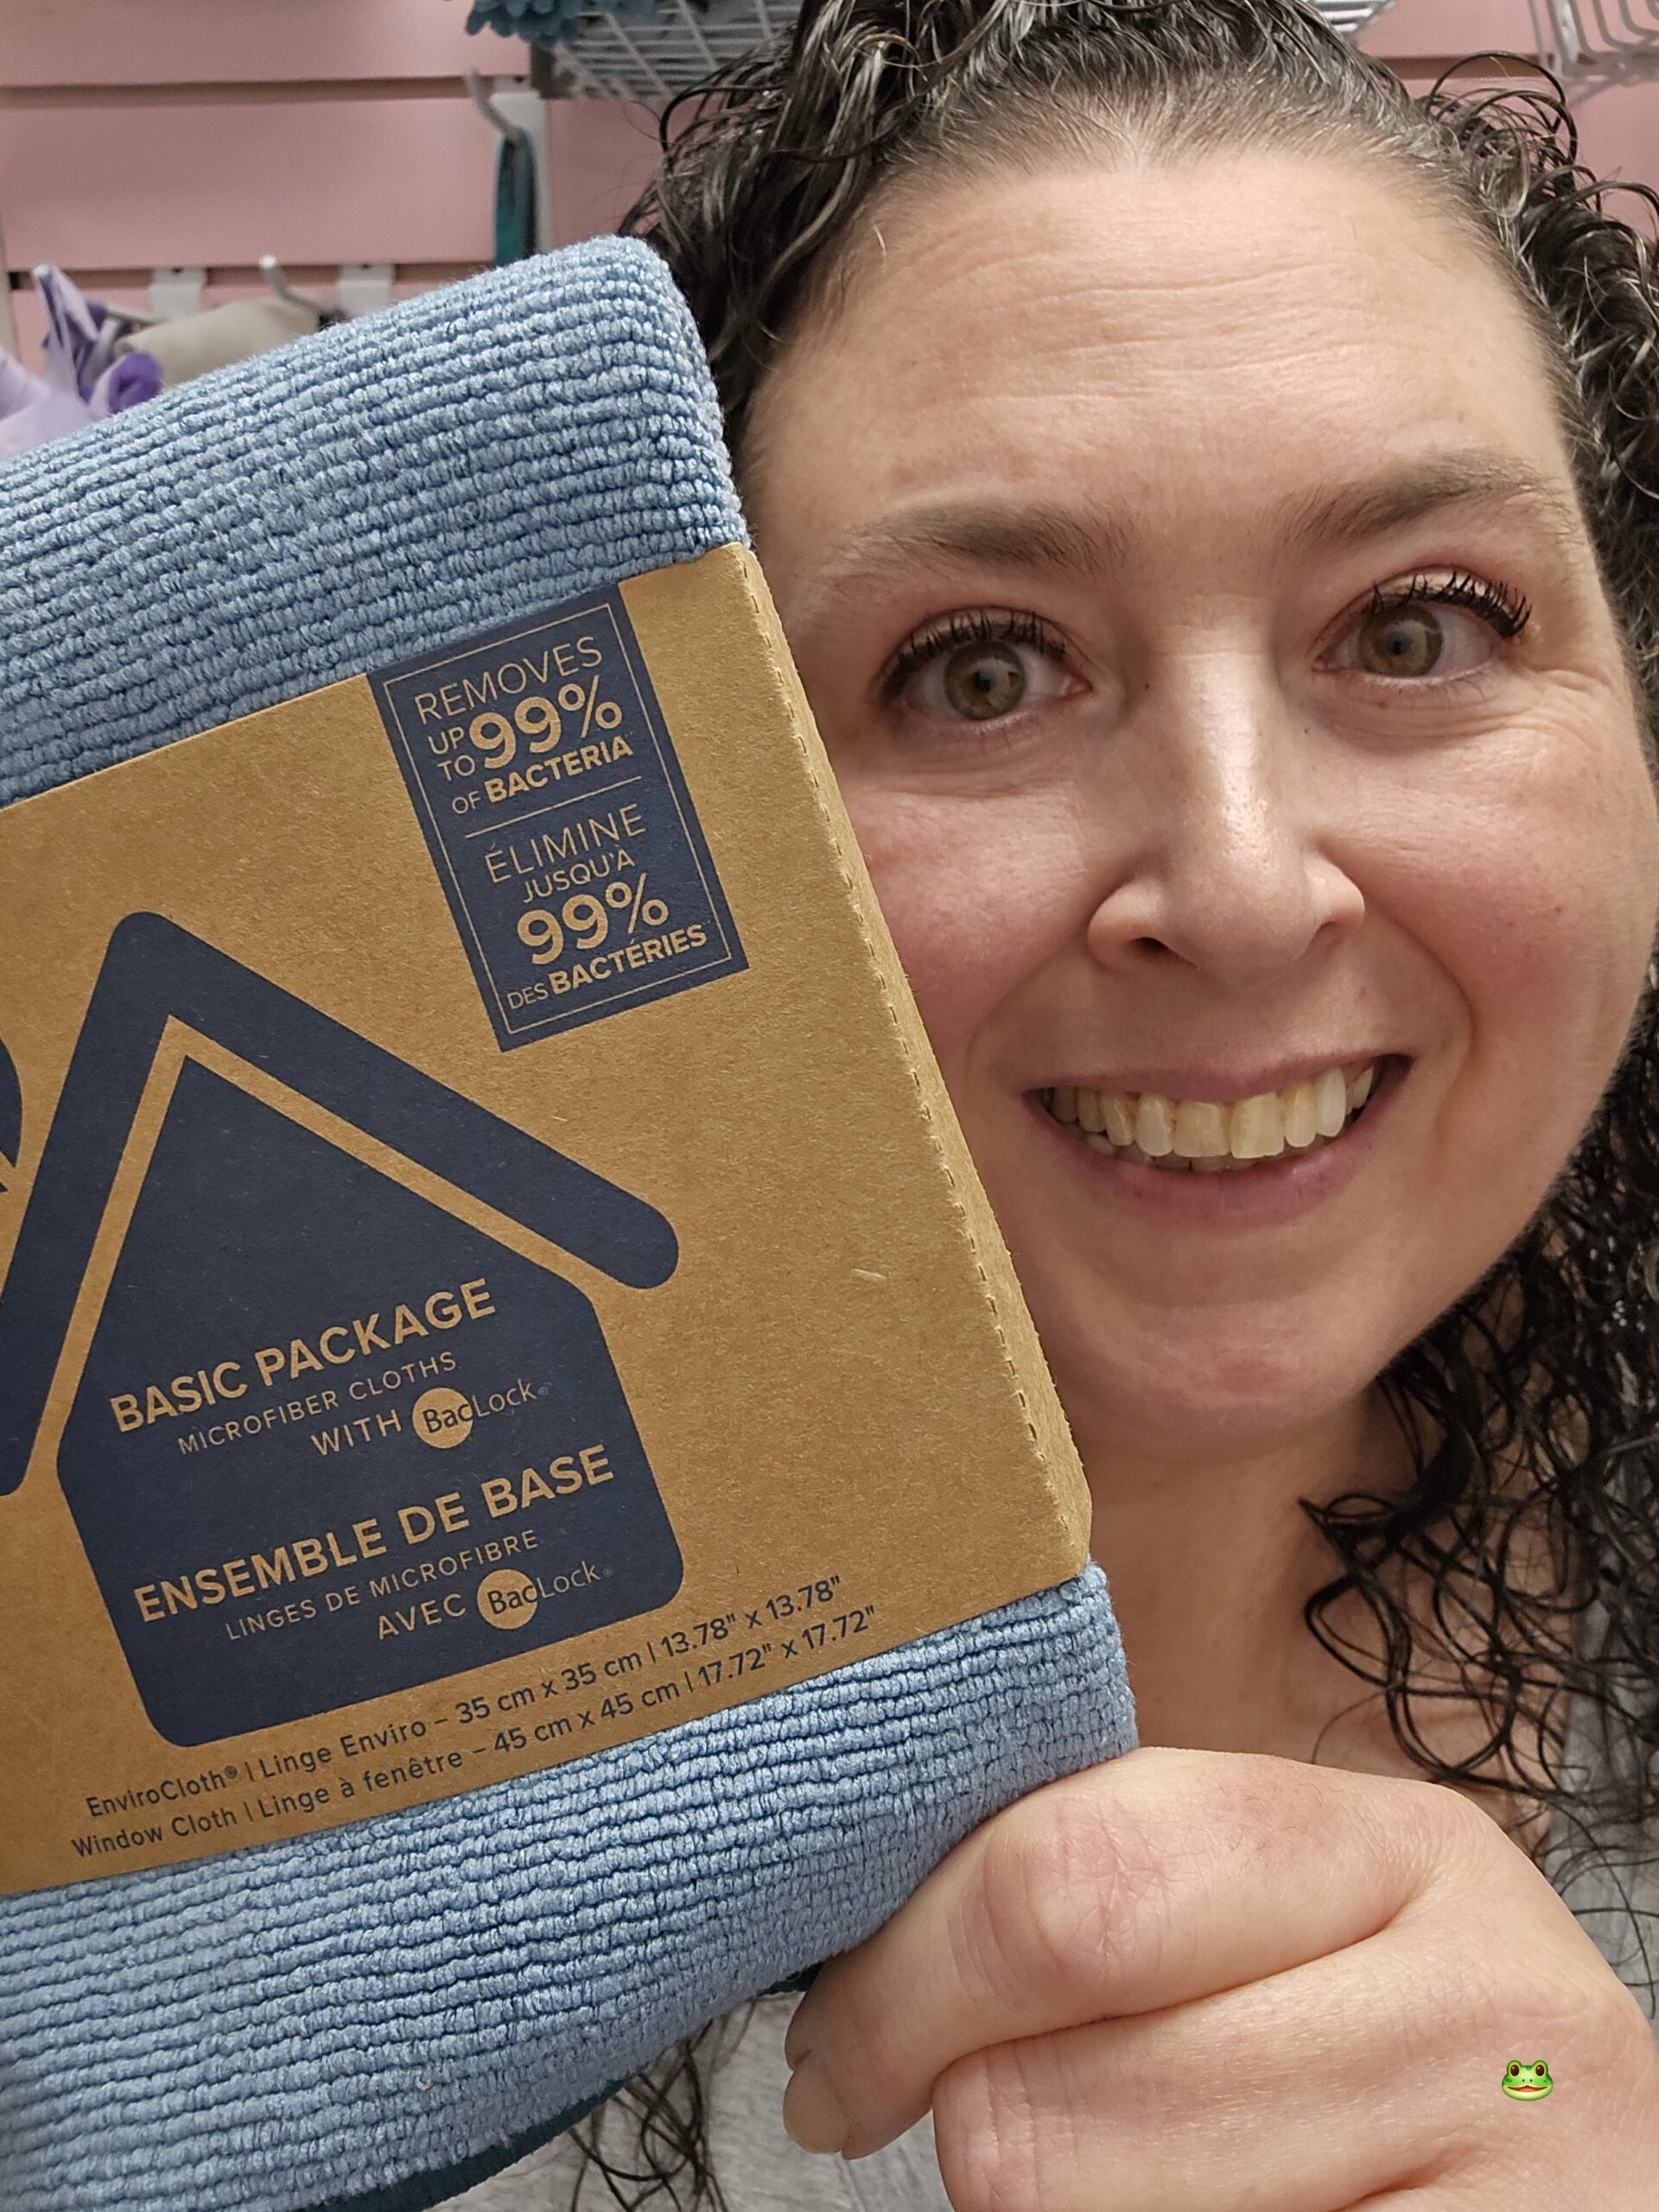 REMOVES
UP TO 99%
OF BACTERIA
ÉLIMINE
JUSQU'À
99%
DES BACTÉRIES
BASIC PACKAGE
MICROFIBER CLOTHS
WITH BacLock®
ENSEMBLE DE BASE
LINGES DE MICROFIBRE
AVEC BacLock®
EnviroCloth® | Linge Enviro – 35 cm x 35 cm | 13.78" x 13.78"
Window Cloth | Linge à fenêtre – 45 cm x 45 cm | 17.72" x 17.72"